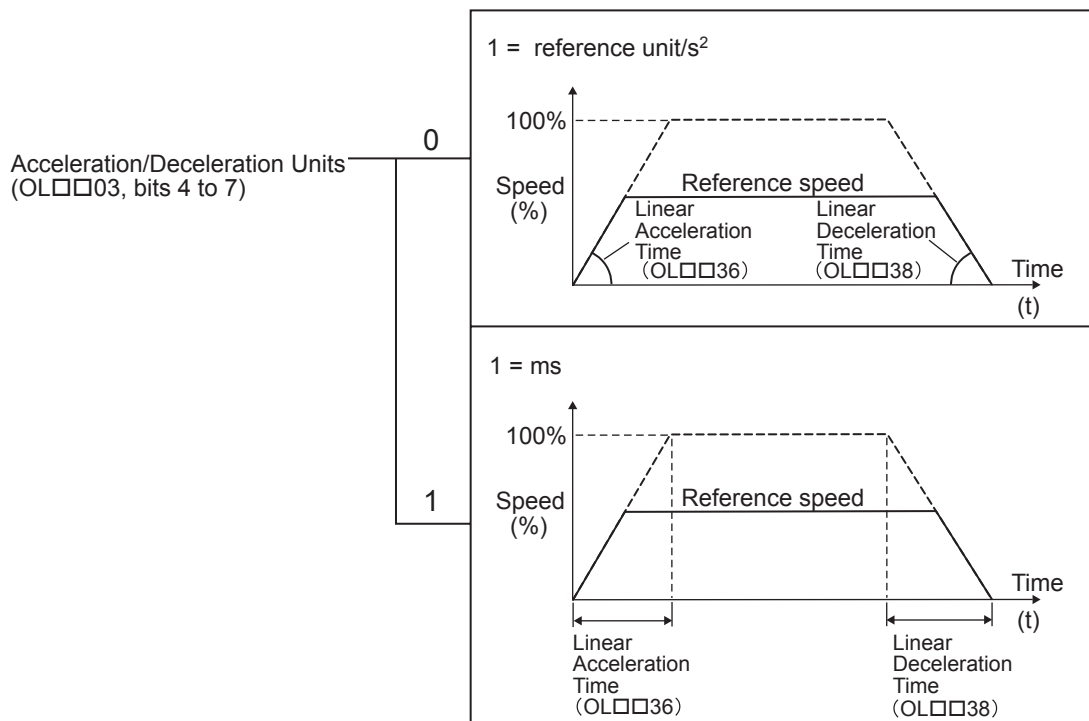 Acceleration/Deceleration Units
(OL□□03, bits 4 to 7)
0
1
1 = reference unit/s²
100%
Speed
(%)
Reference speed
Linear
Acceleration
Time
(OL□□36)
Linear
Deceleration
Time
(OL□□38)
Time
(t)
1 = ms
100%
Speed
(%)
Reference speed
Time
(t)
Linear
Acceleration
Time
(OL□□36)
Linear
Deceleration
Time
(OL□□38)